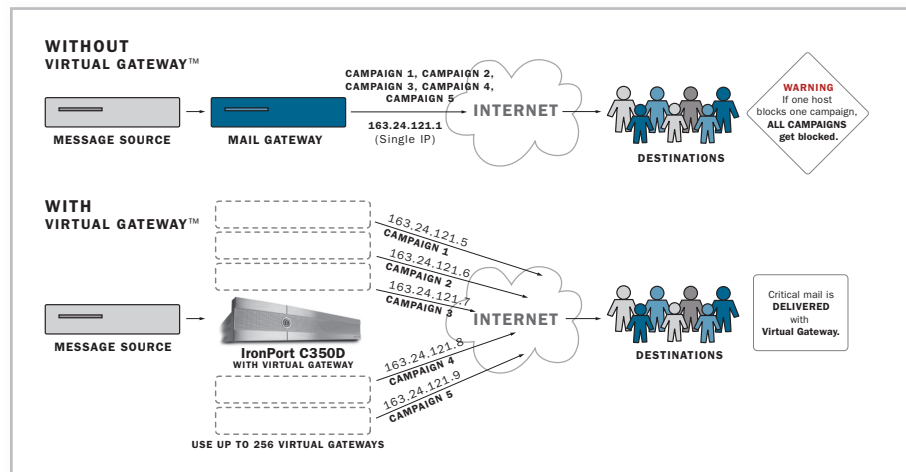 WITHOUT
VIRTUAL GATEWAY™
MESSAGE SOURCE
MAIL GATEWAY
CAMPAIGN 1, CAMPAIGN 2,
CAMPAIGN 3, CAMPAIGN 4,
CAMPAIGN 5
163.24.121.1
(Single IP)
INTERNET
DESTINATIONS
WARNING
If one host
blocks one campaign,
ALL CAMPAIGNS
get blocked.
WITH
VIRTUAL GATEWAY™
MESSAGE SOURCE
IronPort C350D
WITH VIRTUAL GATEWAY
USE UP TO 256 VIRTUAL GATEWAYS
163.24.121.5
CAMPAIGN 1
163.24.121.6
CAMPAIGN 2
163.24.121.7
CAMPAIGN 3
163.24.121.8
CAMPAIGN 4
163.24.121.9
CAMPAIGN 5
INTERNET
DESTINATIONS
Critical mail is
DELIVERED
with
Virtual Gateway.